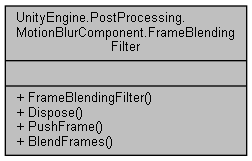 UnityEngine.PostProcessing.
MotionBlurComponent.FrameBlending
Filter
+ FrameBlendingFilter()
+ Dispose()
+ PushFrame()
+ BlendFrames()